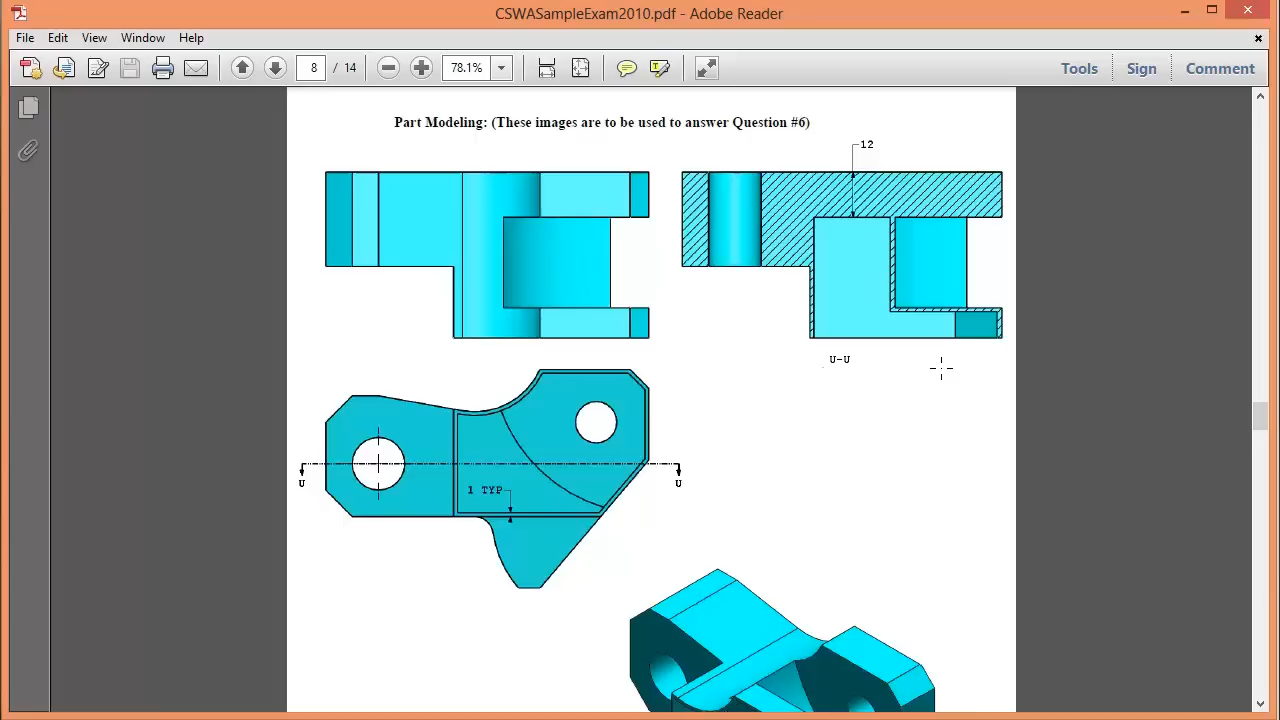 CSWASampleExam2010.pdf - Adobe Reader
File Edit View Window Help
8 / 14 78.1% Tools Sign Comment
Part Modeling: (These images are to be used to answer Question #6)
12
U-U
U U
1 TYP